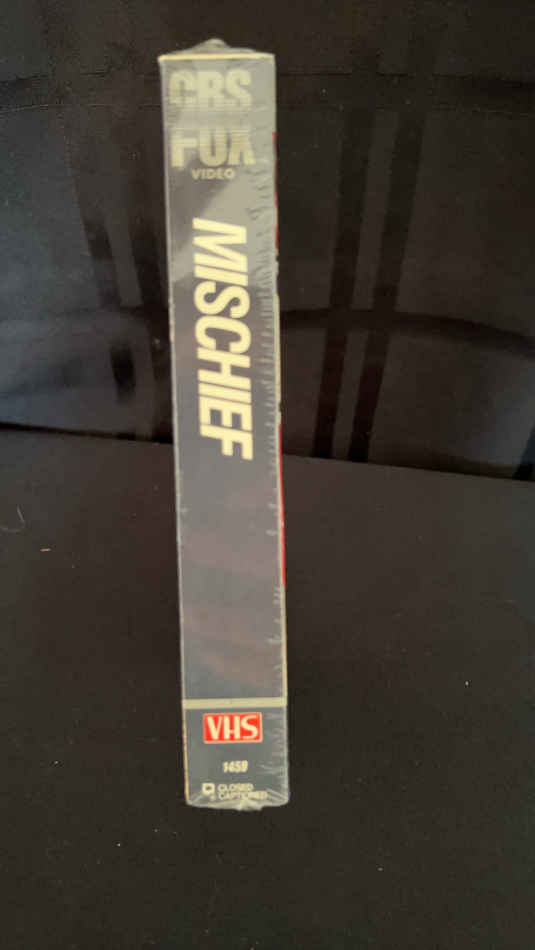 CBS
FOX
VIDEO
MISCHIEF
VHS
1459
CLOSED
CAPTIONED